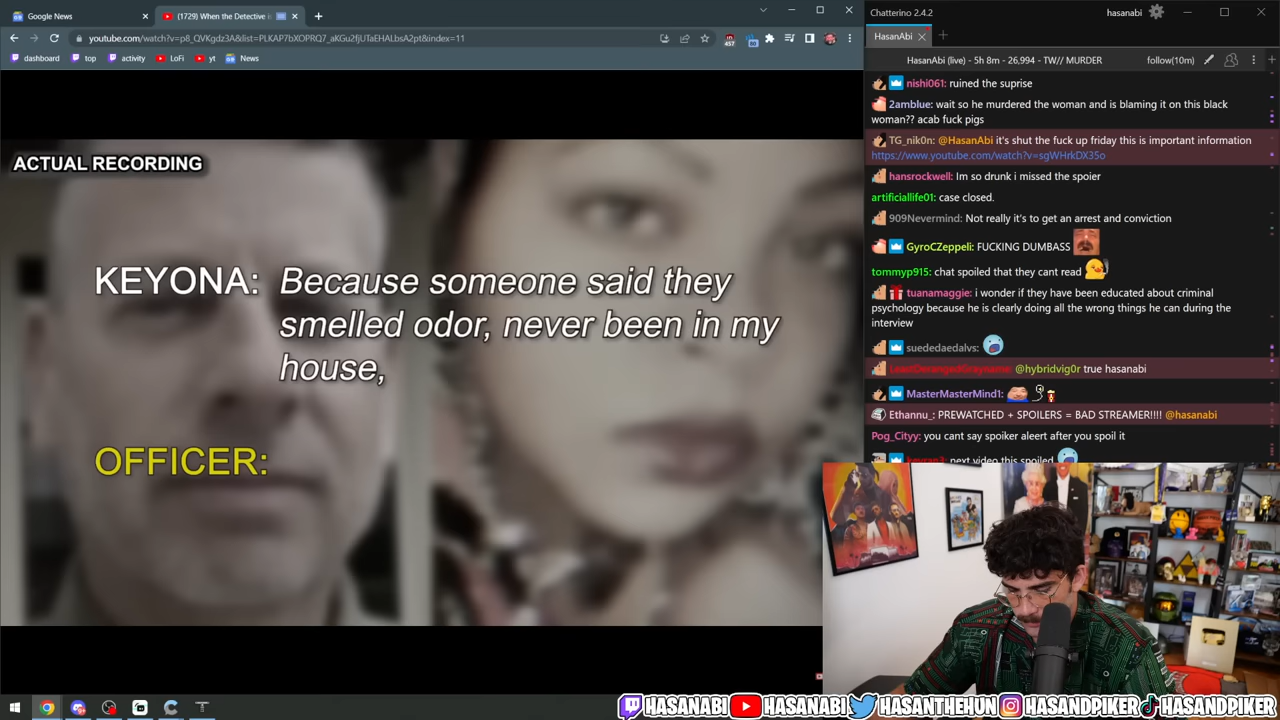 Google News
(1729) When the Detective i
youtube.com/watch?v=p8_QVKgdz3A&list=PLKAP7bXOPRQ7_aKGu2fjUTaEHALbsA2pt&index=11
dashboard
top
activity
LoFi
yt
News
ACTUAL RECORDING
KEYONA: Because someone said they
smelled odor, never been in my
house,
OFFICER:
Chatterino 2.4.2
hasanabi
HasanAbi
HasanAbi (live) - 5h 8m - 26,994 - TW// MURDER
follow(10m)
nishi061: ruined the suprise
2amblue: wait so he murdered the woman and is blaming it on this black
woman?? acab fuck pigs
TG_nik0n: @HasanAbi it's shut the fuck up friday this is important information
https://www.youtube.com/watch?v=sgWHrkDX35o
hansrockwell: Im so drunk i missed the spoier
artificiallife01: case closed.
909Nevermind: Not really it's to get an arrest and conviction
GyroCZeppeli: FUCKING DUMBASS
tommyp915: chat spoiled that they cant read
tuanamaggie: i wonder if they have been educated about criminal
psychology because he is clearly doing all the wrong things he can during the
interview
suededaedalvs:
@hybridvig0r true hasanabi
MasterMasterMind1:
Ethannu_: PREWATCHED + SPOILERS = BAD STREAMER!!!! @hasanabi
Pog_Cityy: you cant say spoiker aleert after you spoil it
next video this spoiled
HASANABI
HASANABI
HASANTHEHUN
HASANDPIKER
HASANDPIKER